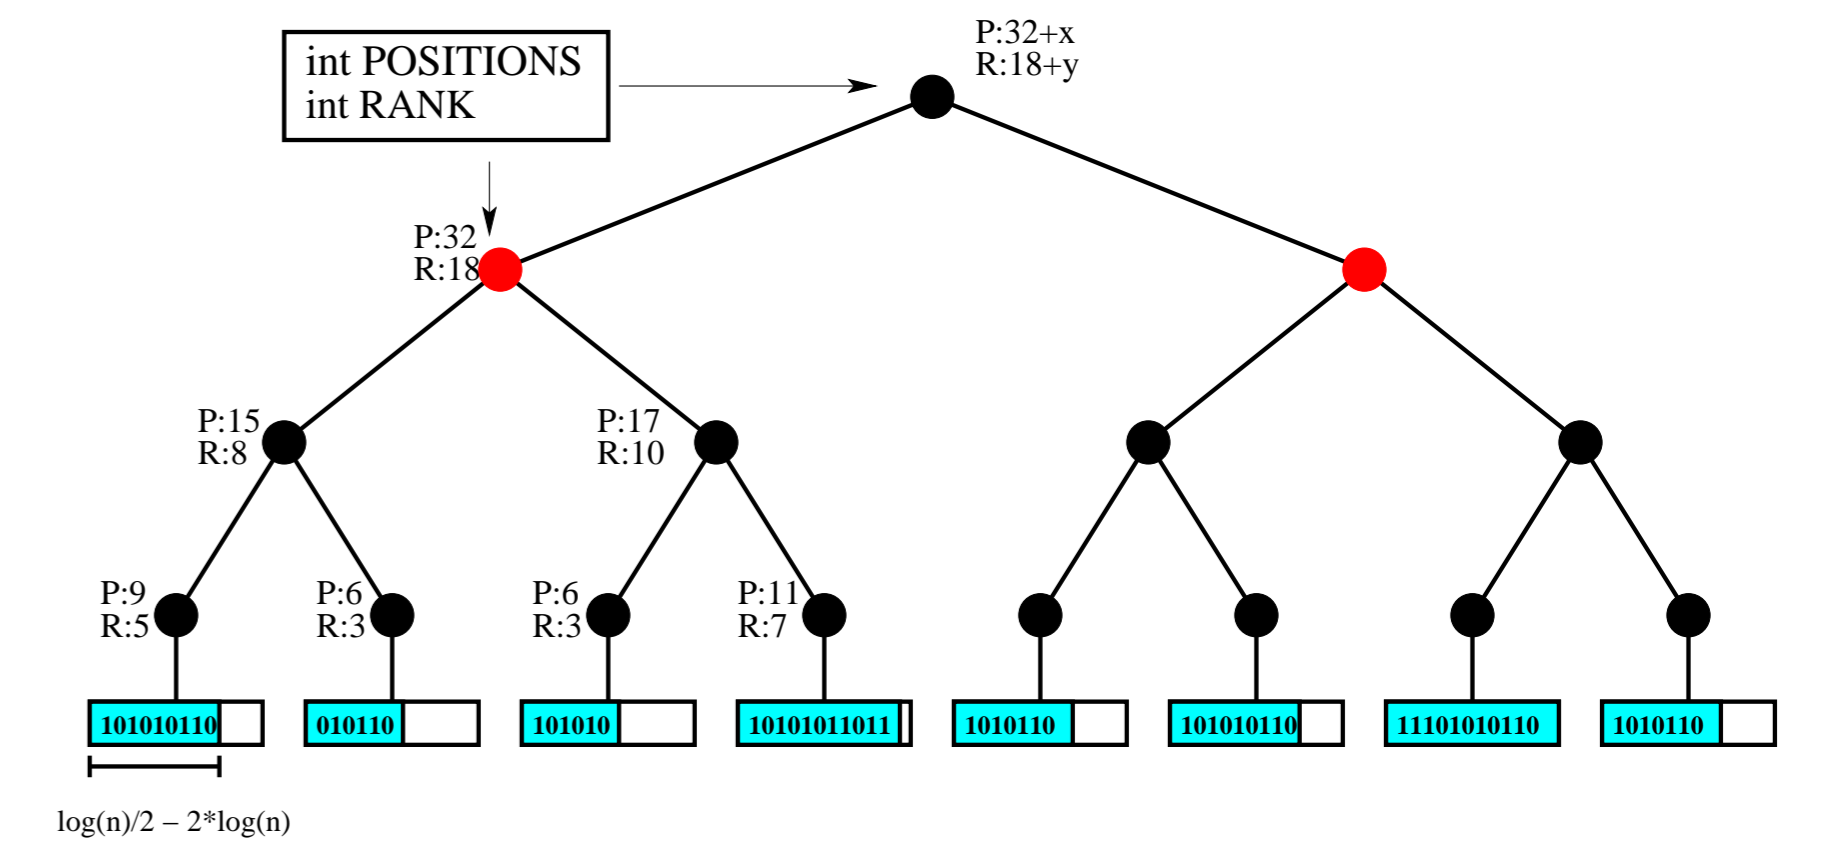 int POSITIONS
int RANK
P:32+x
R:18+y
P:32
R:18
P:15
R:8
P:17
R:10
P:9
R:5
P:6
R:3
P:6
R:3
P:11
R:7
101010110
010110
101010
10101011011
1010110
101010110
11101010110
1010110
log(n)/2 – 2*log(n)